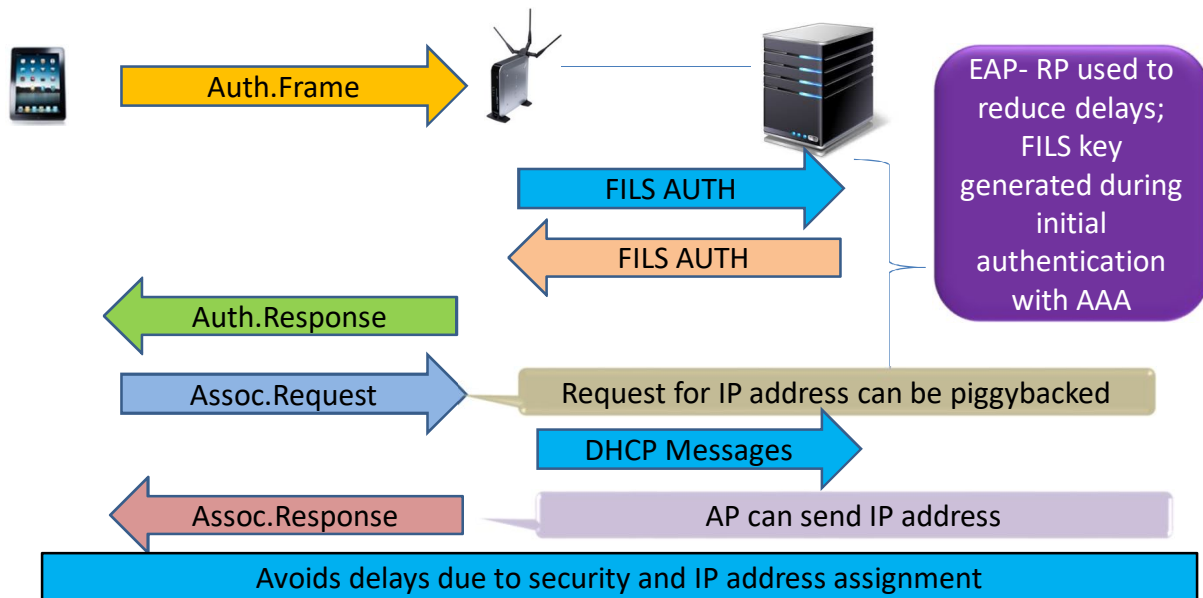 Auth.Frame
EAP- RP used to
reduce delays;
FILS key
generated during
initial
authentication
with AAA
FILS AUTH
FILS AUTH
Auth.Response
Assoc.Request
Request for IP address can be piggybacked
DHCP Messages
Assoc.Response
AP can send IP address
Avoids delays due to security and IP address assignment